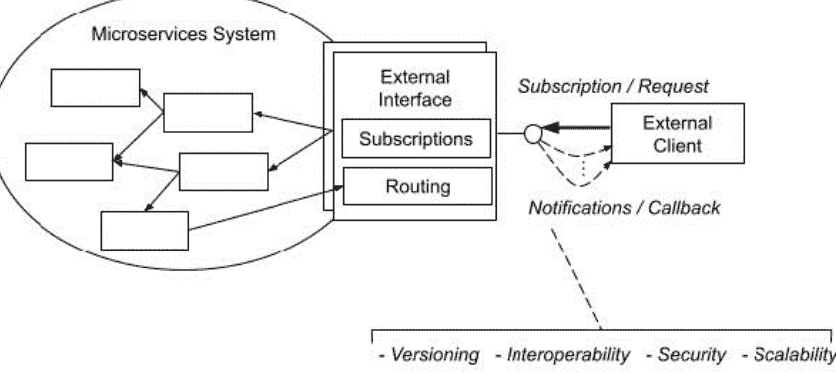 Microservices System
External
Interface
Subscriptions
Routing
Subscription / Request
External
Client
Notifications / Callback
- Versioning - Interoperability - Security - Scalability